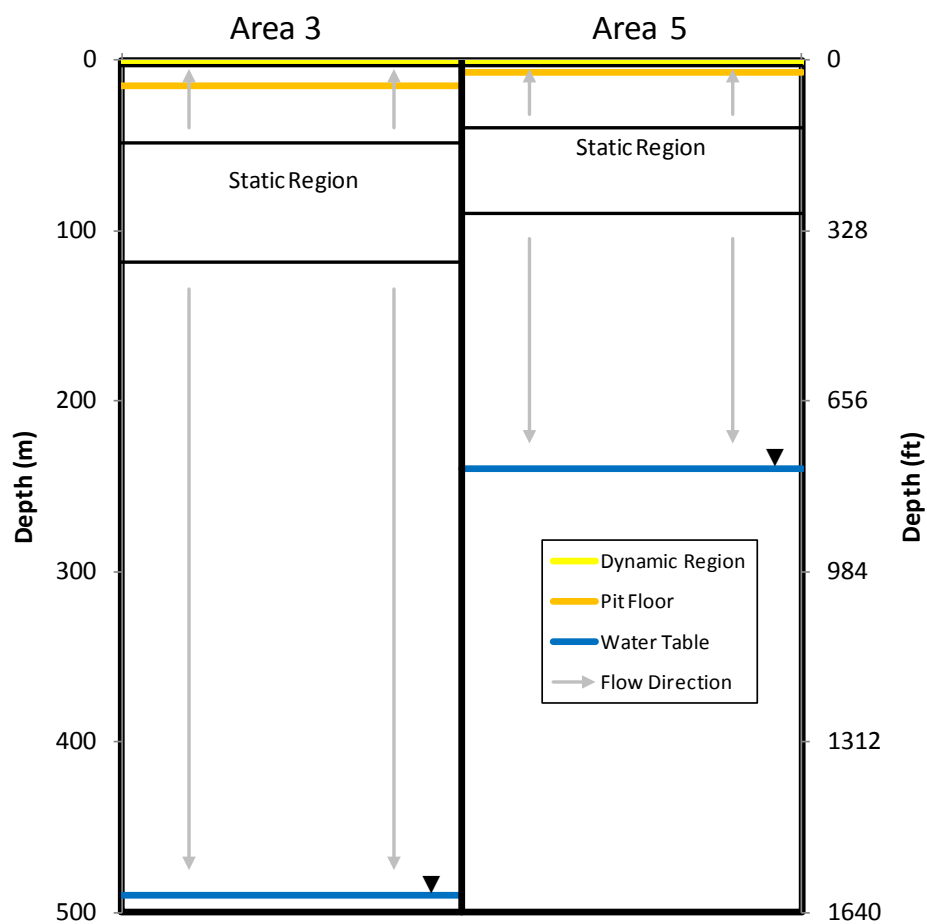 Area 3
Area 5
0
100
200
300
400
500
Depth (m)
Static Region
Static Region
Dynamic Region
Pit Floor
Water Table
Flow Direction
0
328
656
984
1312
1640
Depth (ft)